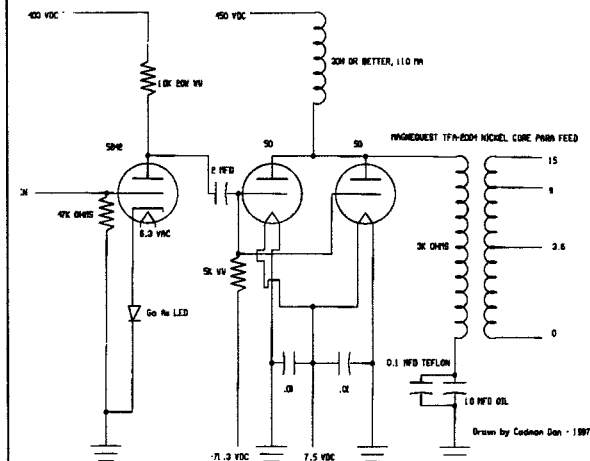 400 VDC
450 VDC
10K 20W WW
30H OR BETTER, 110 MA
MAGNEQUEST TFA-2004 NICKEL CORE PARA FEED
5842
50
50
15
2 MFD
9
IN
47K OHMS
6.3 VAC
3K OHMS
3.6
5K WW
Ga As LED
0.1 MFD TEFLON
0
.01
.01
10 MFD OIL
Drawn by Cadman Dan - 1997
-71.3 VDC
7.5 VDC